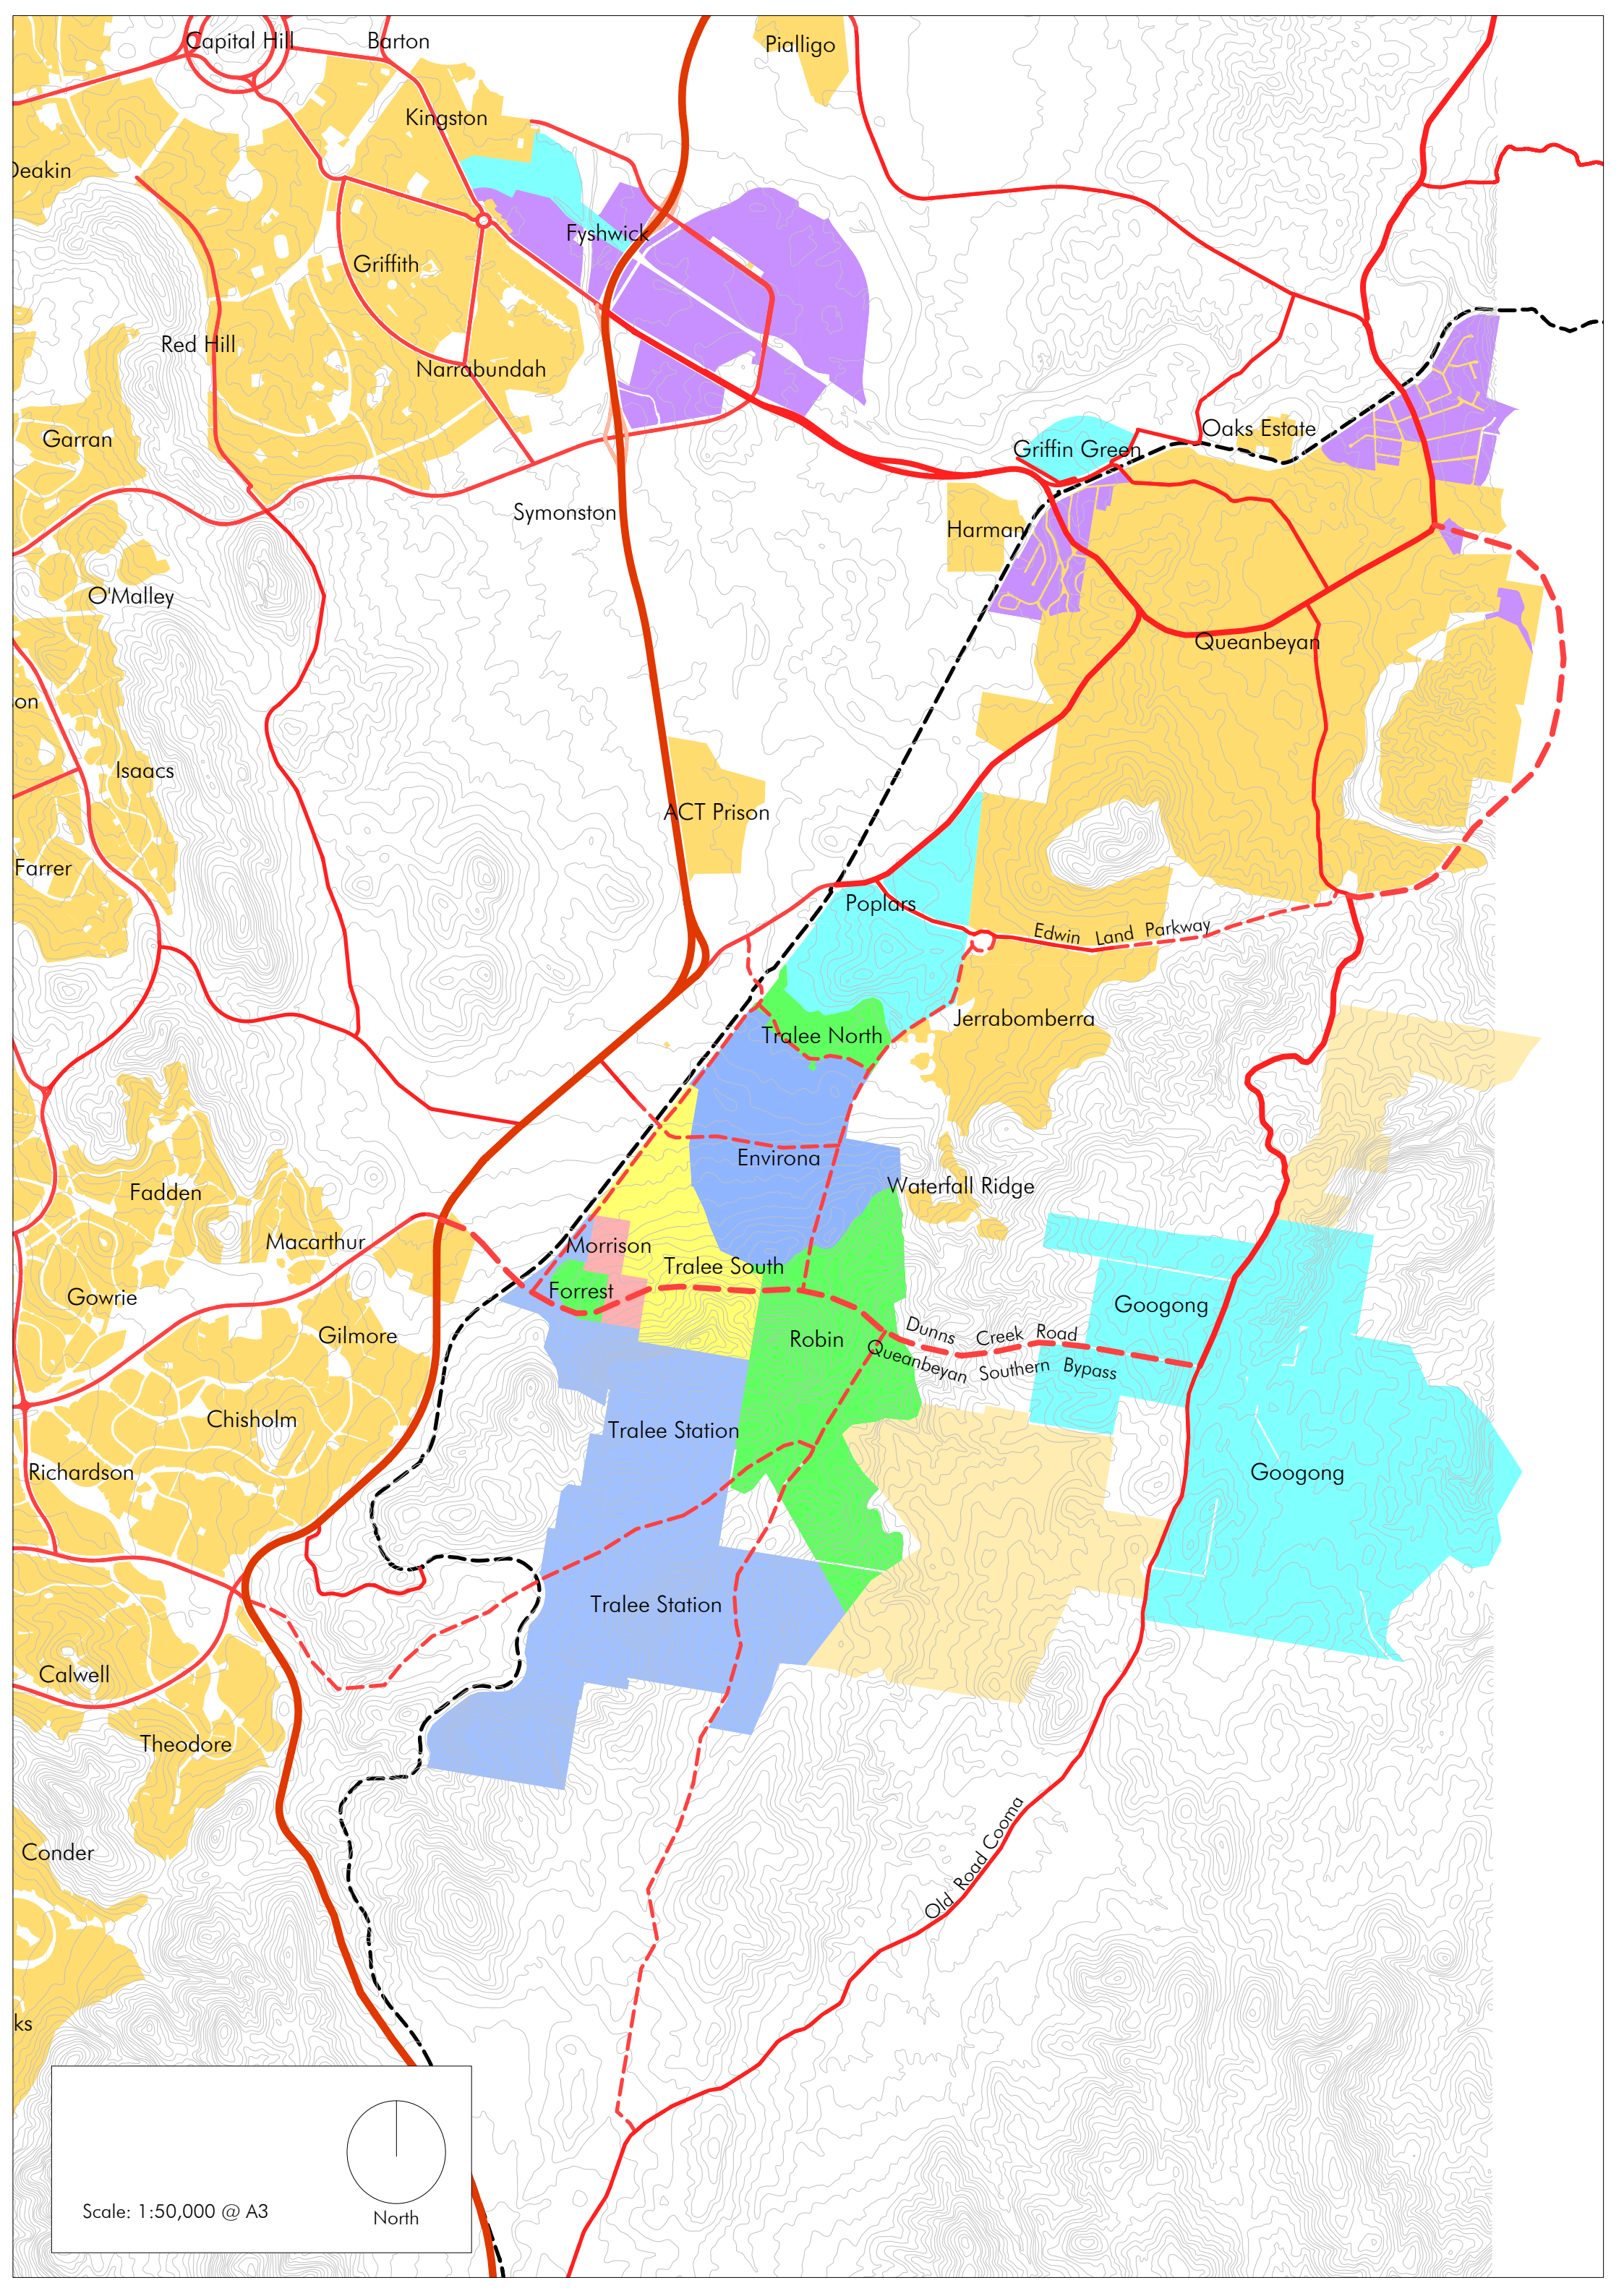 Capital Hill
Barton
Pialligo
Kingston
Deakin
Fyshwick
Griffith
Red Hill
Narrabundah
Garran
Oaks Estate
Griffin Green
Symonston
Harman
O'Malley
Queanbeyan
on
Isaacs
ACT Prison
Farrer
Poplars
Edwin Land Parkway
Jerrabomberra
Tralee North
Environa
Waterfall Ridge
Fadden
Macarthur
Morrison
Tralee South
Forrest
Gowrie
Googong
Gilmore
Robin
Dunns Creek Road
Queanbeyan Southern Bypass
Chisholm
Tralee Station
Richardson
Googong
Tralee Station
Calwell
Theodore
Conder
Old Road Cooma
ks
Scale: 1:50,000 @ A3
North